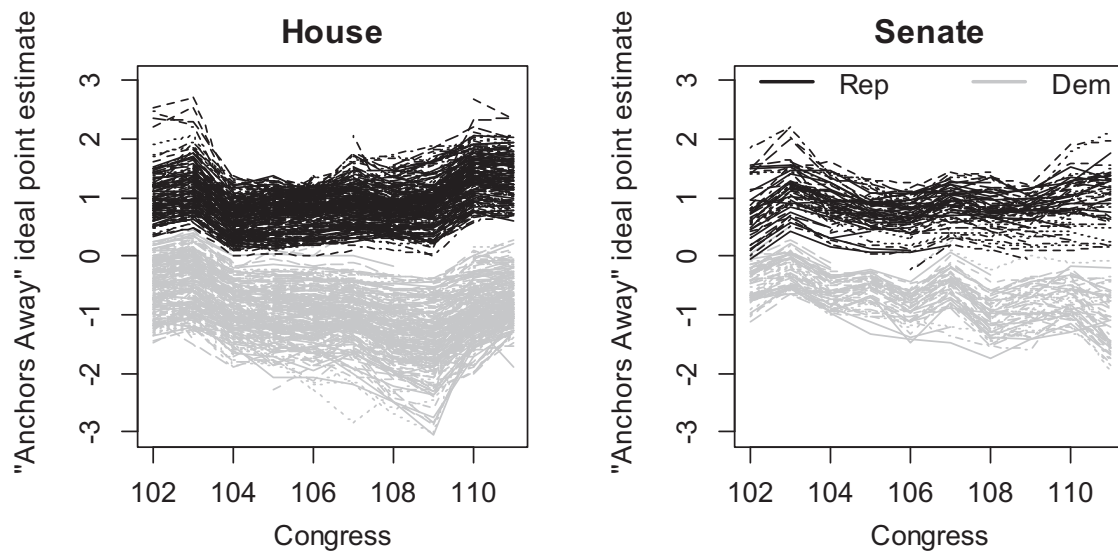 House
"Anchors Away" ideal point estimate
3
2
1
0
-1
-2
-3
102 104 106 108 110
Congress
Senate
"Anchors Away" ideal point estimate
Rep Dem
3
2
1
0
-1
-2
-3
102 104 106 108 110
Congress